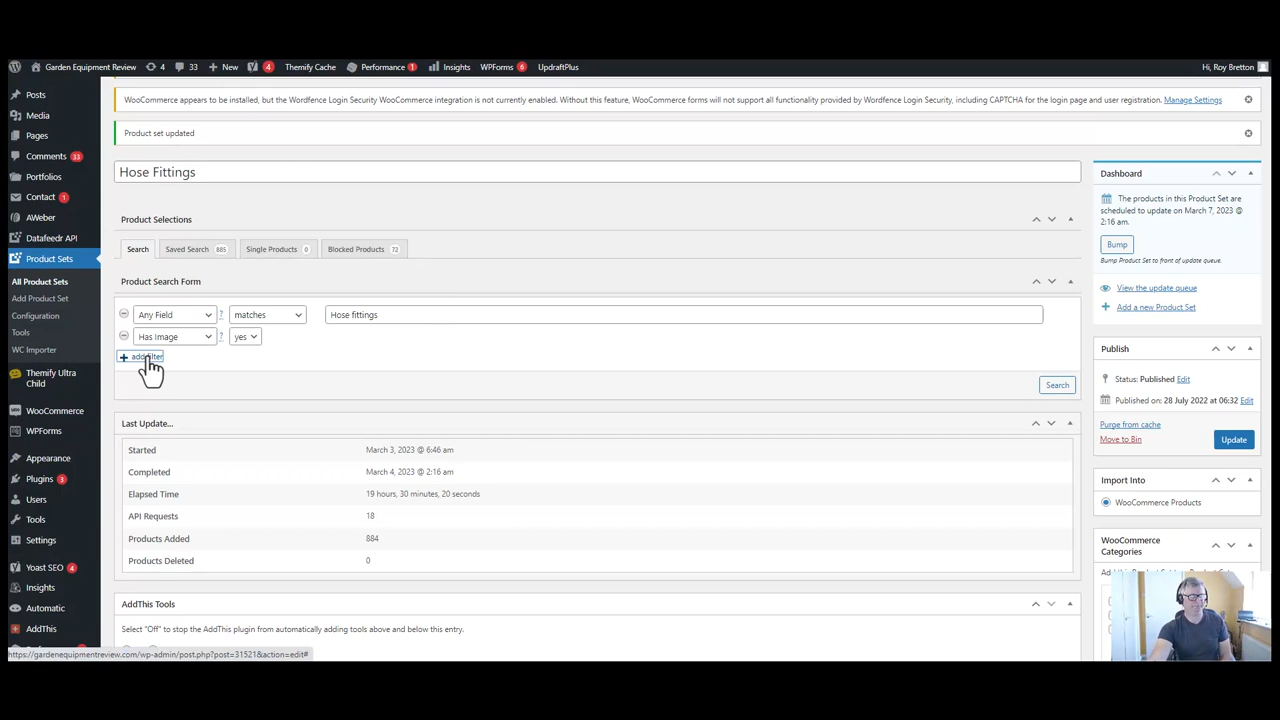 Garden Equipment Review 4 33 New 4 Themify Cache Performance 1 Insights WPForms 6 UpdraftPlus Hi, Roy Bretton
Posts
Media
Pages
Comments 33
Portfolios
Contact 1
AWeber
Datafeedr API
Product Sets
All Product Sets
Add Product Set
Configuration
Tools
WC Importer
Themify Ultra
Child
WooCommerce
WPForms
Appearance
Plugins 3
Users
Tools
Settings
Yoast SEO 4
Insights
Automatic
AddThis
WooCommerce appears to be installed, but the Wordfence Login Security WooCommerce integration is not currently enabled. Without this feature, WooCommerce forms will not support all functionality provided by Wordfence Login Security, including CAPTCHA for the login page and user registration. Manage Settings
Product set updated
Hose Fittings
Product Selections
Search Saved Search 885 Single Products 0 Blocked Products 72
Product Search Form
Any Field ? matches Hose fittings
Has Image ? yes
+ add filter
Search
Last Update...
Started March 3, 2023 @ 6:46 am
Completed March 4, 2023 @ 2:16 am
Elapsed Time 19 hours, 30 minutes, 20 seconds
API Requests 18
Products Added 884
Products Deleted 0
AddThis Tools
Select "Off" to stop the AddThis plugin from automatically adding tools above and below this entry.
https://gardenequipmentreview.com/wp-admin/post.php?post=31521&action=edit#
Dashboard
The products in this Product Set are
scheduled to update on March 7, 2023 @
2:16 am.
Bump
Bump Product Set to front of update queue.
View the update queue
+ Add a new Product Set
Publish
Status: Published Edit
Published on: 28 July 2022 at 06:32 Edit
Purge from cache
Move to Bin
Update
Import Into
WooCommerce Products
WooCommerce
Categories